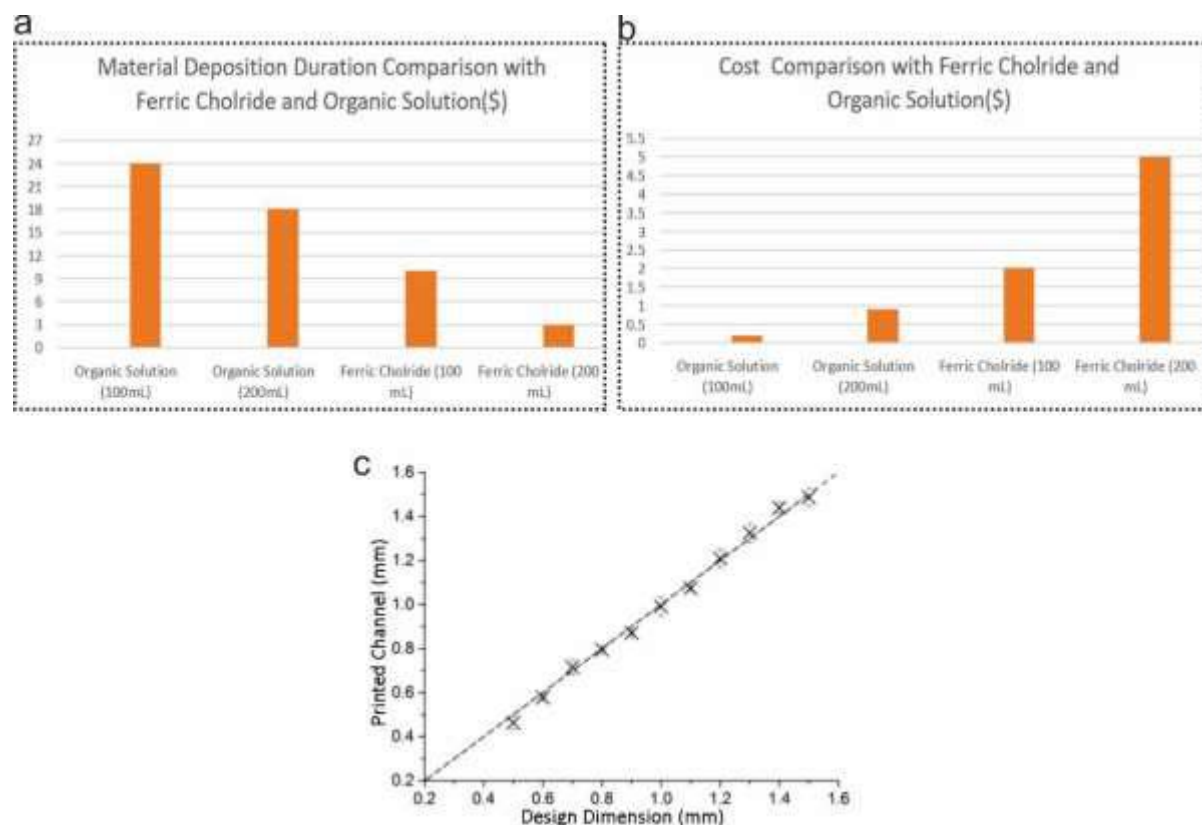 a
Material Deposition Duration Comparison with
Ferric Cholride and Organic Solution($)
27
24
21
18
15
12
9
6
3
0
Organic Solution
(100mL)
Organic Solution
(200mL)
Ferric Cholride (100
mL)
Ferric Cholride (200
mL)
b
Cost Comparison with Ferric Cholride and
Organic Solution($)
5.5
5
4.5
4
3.5
3
2.5
2
1.5
1
0.5
0
Organic Solution
(100mL)
Organic Solution
(200mL)
Ferric Cholride (100
mL)
Ferric Cholride (200
mL)
c
Printed Channel (mm)
1.6
1.4
1.2
1.0
0.8
0.6
0.4
0.2
0.2 0.4 0.6 0.8 1.0 1.2 1.4 1.6
Design Dimension (mm)